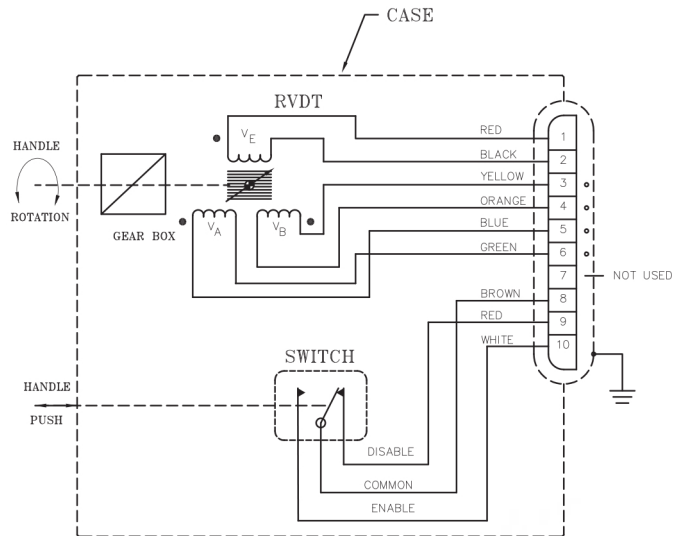 CASE
RVDT
V_E
RED
1
BLACK
2
HANDLE
YELLOW
3
ORANGE
4
ROTATION
V_A
V_B
BLUE
5
GEAR BOX
GREEN
6
7
NOT USED
BROWN
8
RED
9
WHITE
10
SWITCH
HANDLE
PUSH
DISABLE
COMMON
ENABLE